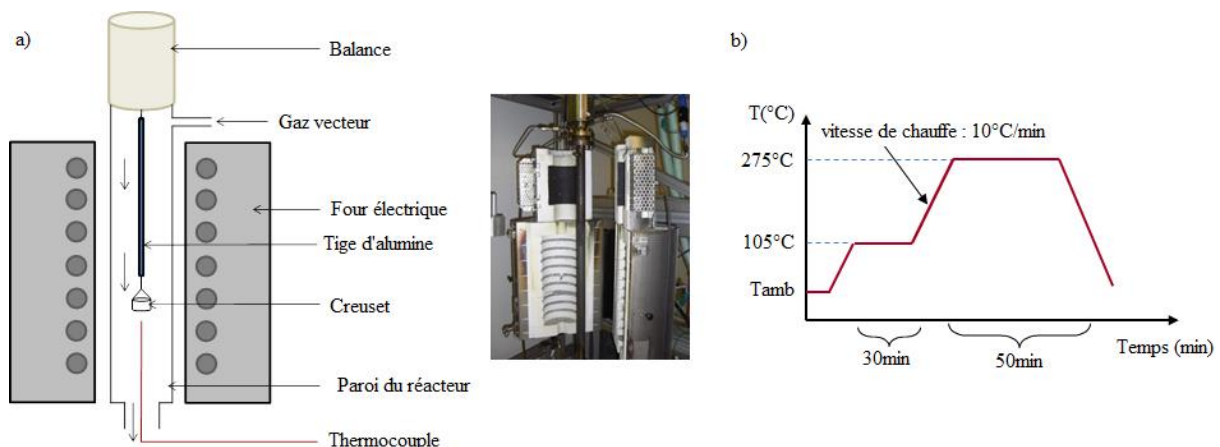 a)
Balance
Gaz vecteur
Four électrique
Tige d'alumine
Creuset
Paroi du réacteur
Thermocouple
b)
T(°C)
vitesse de chauffe : 10°C/min
275°C
105°C
Tamb
30min
50min
Temps (min)